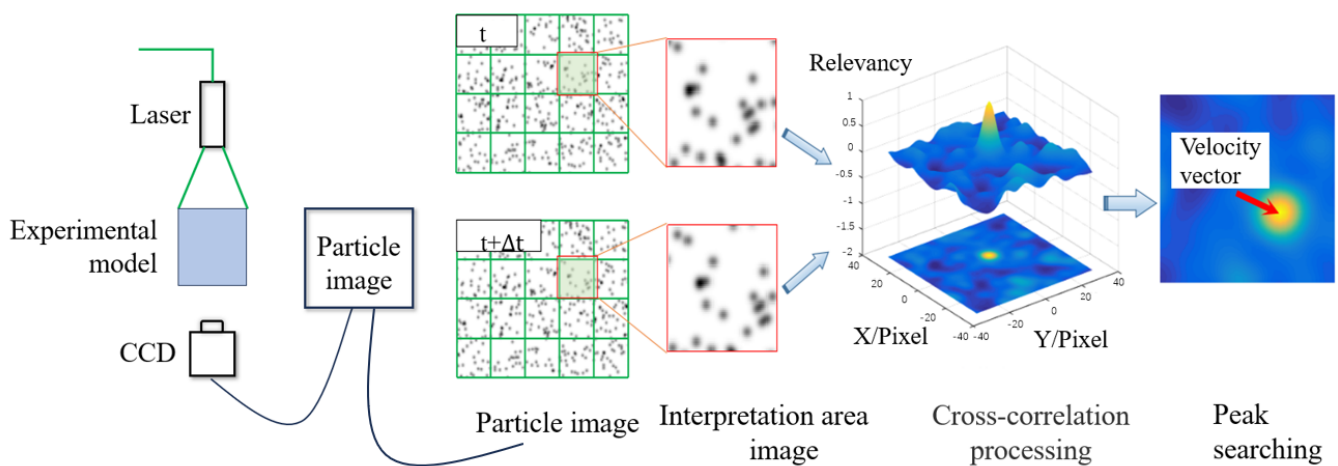 Laser
Experimental
model
CCD
Particle
image
t
t+Δt
Particle image
Interpretation area
image
Relevancy
1
0.5
0
-0.5
-1
-1.5
-2
40
20
0
-20
-40
-40
-20
0
20
40
X/Pixel
Y/Pixel
Cross-correlation
processing
Velocity
vector
Peak
searching